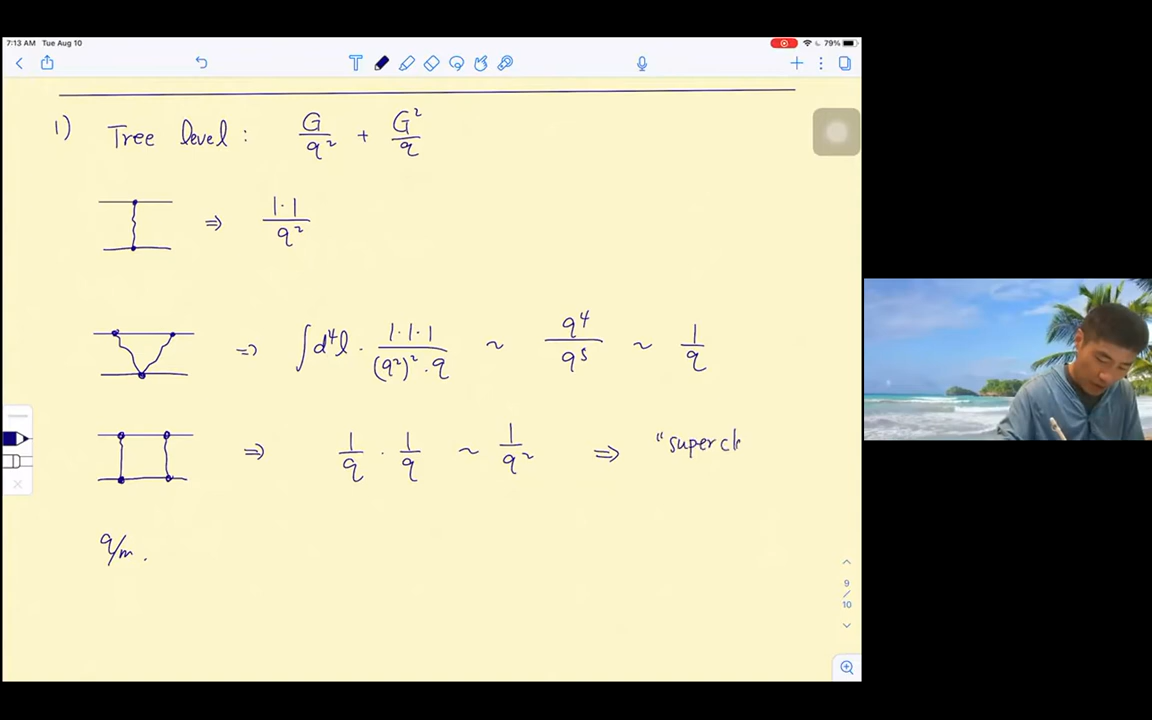 7:13 AM Tue Aug 10
79%
1) Tree level: G/q² + G²/q
⇒ 1·1/q²
⇒ ∫d⁴l · 1·1·1/((q²)²·q) ~ q⁴/q⁵ ~ 1/q
⇒ 1/q · 1/q ~ 1/q² ⇒ "supercl
q/m.
9
/
10